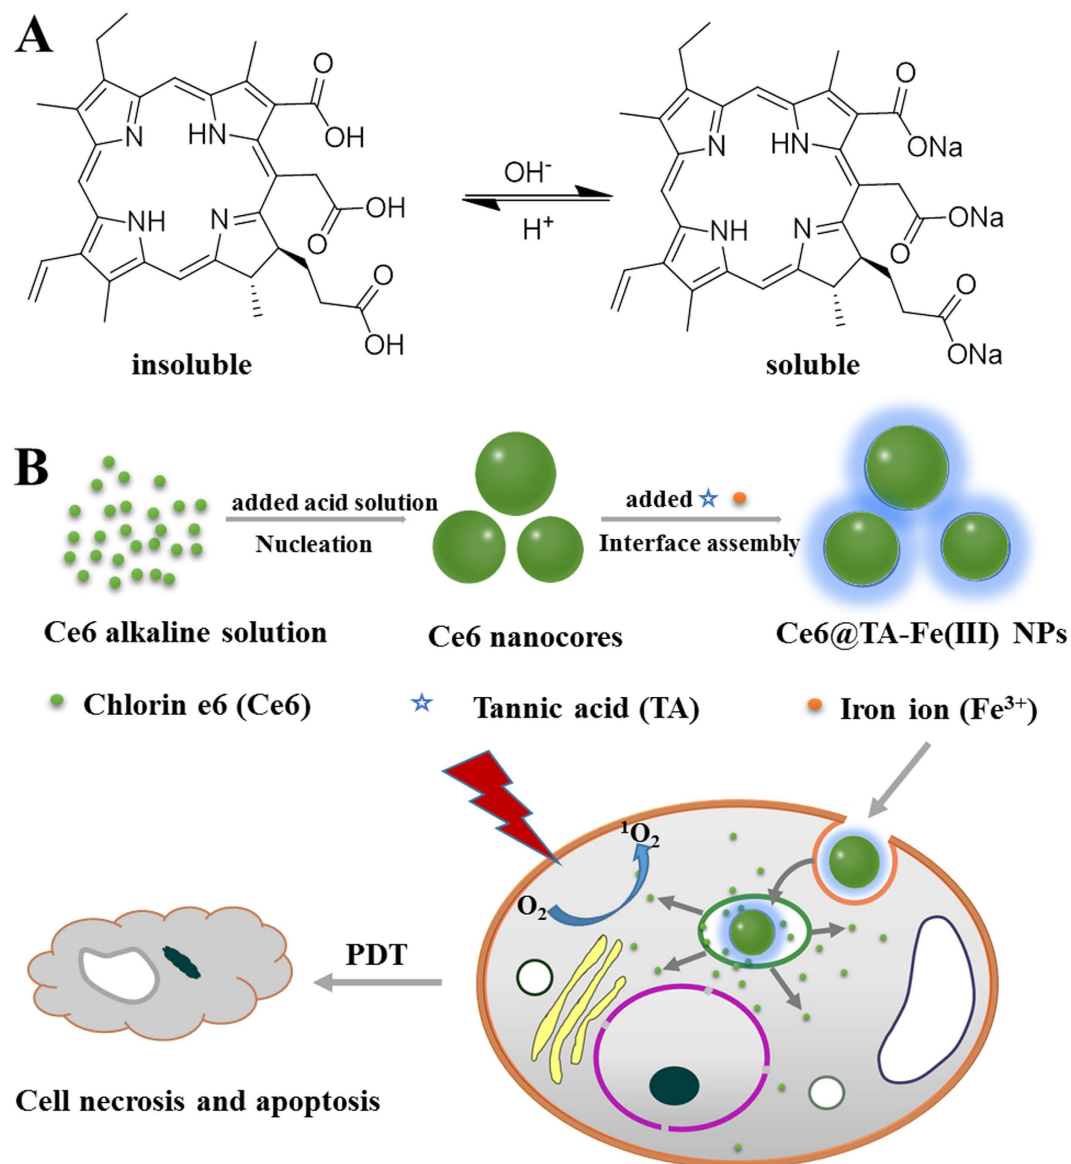 A
N
HN
O
OH
NH
N
OH
O
O
OH
insoluble
OH⁻
H⁺
N
HN
O
ONa
NH
N
ONa
O
O
ONa
soluble
B
added acid solution
Nucleation
added
Interface assembly
Ce6 alkaline solution
Ce6 nanocores
Ce6@TA-Fe(III) NPs
Chlorin e6 (Ce6)
Tannic acid (TA)
Iron ion (Fe³⁺)
¹O₂
O₂
PDT
Cell necrosis and apoptosis